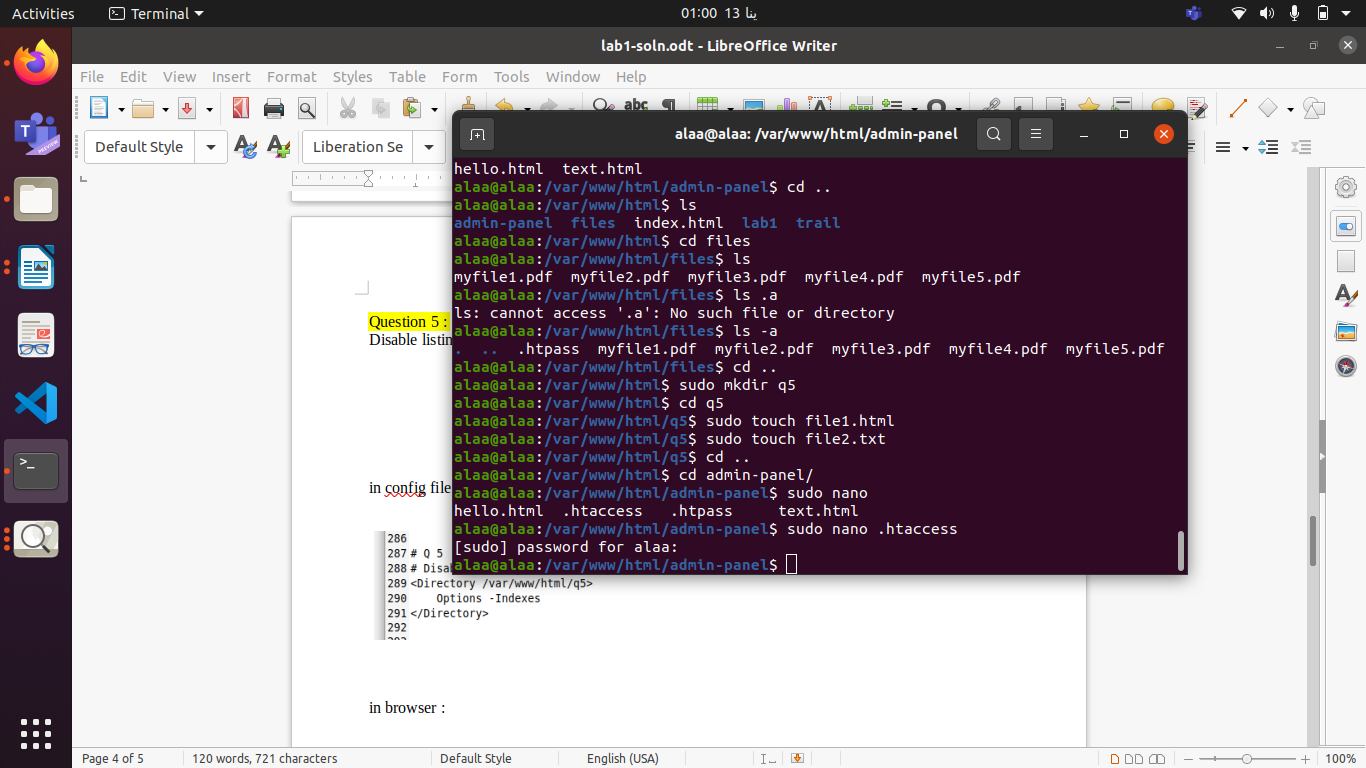 Activities
Terminal
01:00 13 ينا
lab1-soln.odt - LibreOffice Writer
File Edit View Insert Format Styles Table Form Tools Window Help
Default Style
Liberation Se
alaa@alaa: /var/www/html/admin-panel
hello.html  text.html
alaa@alaa:/var/www/html/admin-panel$ cd ..
alaa@alaa:/var/www/html$ ls
admin-panel  files  index.html  lab1  trail
alaa@alaa:/var/www/html$ cd files
alaa@alaa:/var/www/html/files$ ls
myfile1.pdf  myfile2.pdf  myfile3.pdf  myfile4.pdf  myfile5.pdf
alaa@alaa:/var/www/html/files$ ls .a
ls: cannot access '.a': No such file or directory
alaa@alaa:/var/www/html/files$ ls -a
.  ..  .htpass  myfile1.pdf  myfile2.pdf  myfile3.pdf  myfile4.pdf  myfile5.pdf
alaa@alaa:/var/www/html/files$ cd ..
alaa@alaa:/var/www/html$ sudo mkdir q5
alaa@alaa:/var/www/html$ cd q5
alaa@alaa:/var/www/html/q5$ sudo touch file1.html
alaa@alaa:/var/www/html/q5$ sudo touch file2.txt
alaa@alaa:/var/www/html/q5$ cd ..
alaa@alaa:/var/www/html$ cd admin-panel/
alaa@alaa:/var/www/html/admin-panel$ sudo nano
hello.html  .htaccess   .htpass     text.html
alaa@alaa:/var/www/html/admin-panel$ sudo nano .htaccess
[sudo] password for alaa:
alaa@alaa:/var/www/html/admin-panel$
Question 5 :
Disable listin
in config file
286
287 # Q 5
288 # Disa
289 <Directory /var/www/html/q5>
290     Options -Indexes
291 </Directory>
292
in browser :
Page 4 of 5
120 words, 721 characters
Default Style
English (USA)
100%